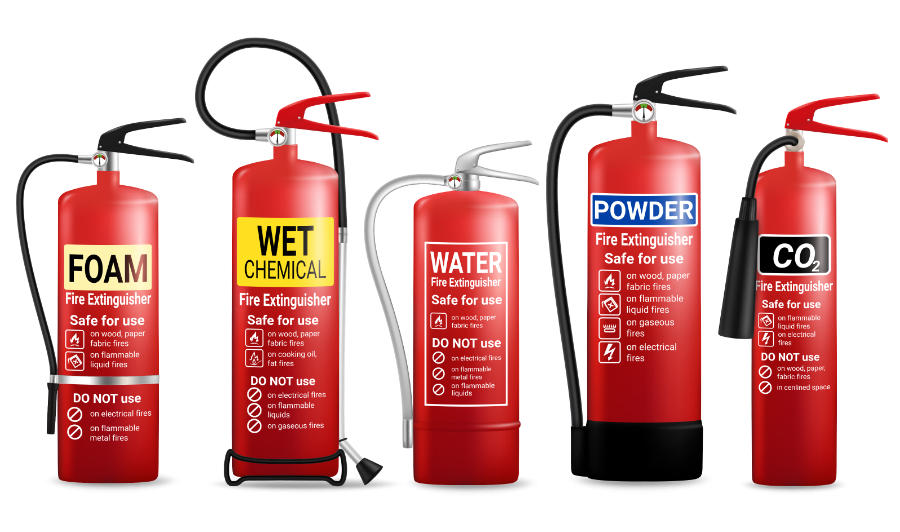 FOAM
Fire Extinguisher
Safe for use
on wood, paper
fabric fires
on flammable
liquid fires
DO NOT use
on electrical fires
on flammable
metal fires
WET
CHEMICAL
Fire Extinguisher
Safe for use
on wood, paper
fabric fires
on cooking oil,
fat fires
DO NOT use
on electrical fires
on flammable
liquids
on gaseous fires
WATER
Fire Extinguisher
Safe for use
on wood, paper
fabric fires
DO NOT use
on electrical fires
on flammable
metal fires
on flammable
liquids
POWDER
Fire Extinguisher
Safe for use
on wood, paper
fabric fires
on flammable
liquid fires
on gaseous
fires
on electrical
fires
CO2
Fire Extinguisher
Safe for use
on flammable
liquid fires
on electrical
fires
DO NOT use
on wood, paper,
fabric fires
in centined space